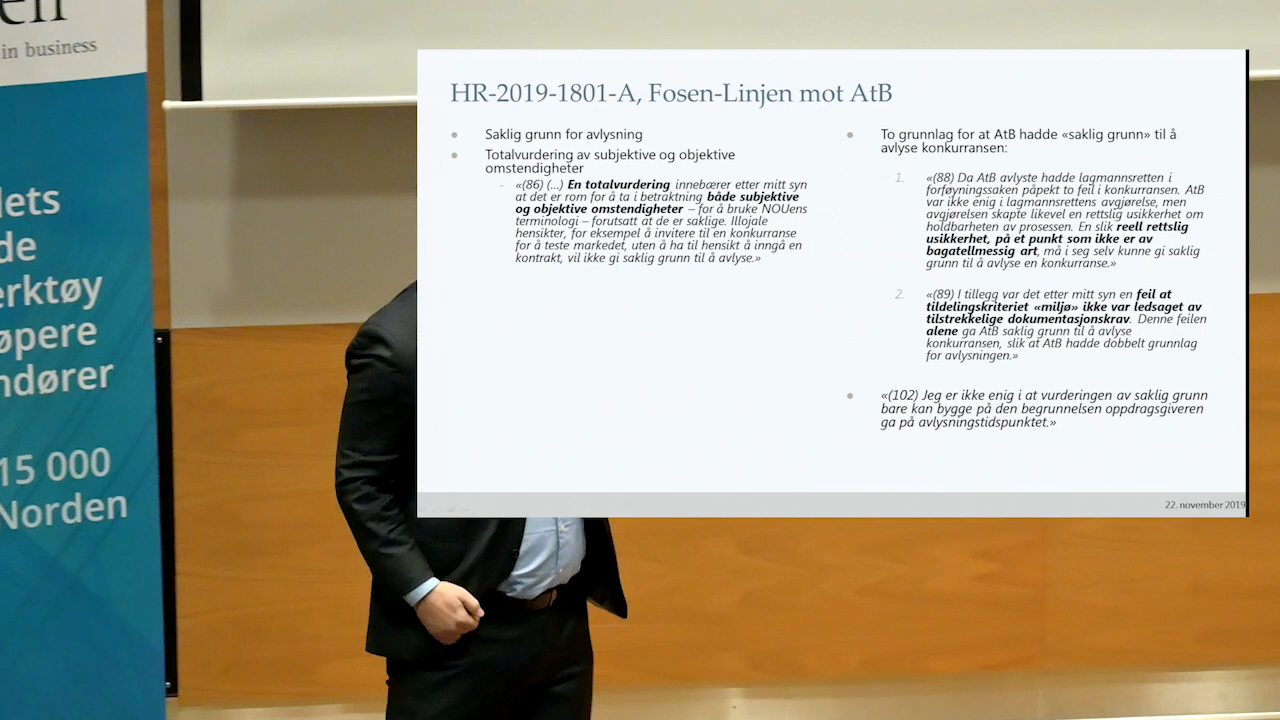 in business
lets
de
erktøy
øpere
ndører
15 000
Norden
HR-2019-1801-A, Fosen-Linjen mot AtB
• Saklig grunn for avlysning
• Totalvurdering av subjektive og objektive
omstendigheter
- «(86) (...) En totalvurdering innebærer etter mitt syn
at det er rom for å ta i betraktning både subjektive
og objektive omstendigheter – for å bruke NOUens
terminologi – forutsatt at de er saklige. Illojale
hensikter, for eksempel å invitere til en konkurranse
for å teste markedet, uten å ha til hensikt å inngå en
kontrakt, vil ikke gi saklig grunn til å avlyse.»
• To grunnlag for at AtB hadde «saklig grunn» til å
avlyse konkurransen:
1. «(88) Da AtB avlyste hadde lagmannsretten i
forføyningssaken påpekt to feil i konkurransen. AtB
var ikke enig i lagmannsrettens avgjørelse, men
avgjørelsen skapte likevel en rettslig usikkerhet om
holdbarheten av prosessen. En slik reell rettslig
usikkerhet, på et punkt som ikke er av
bagatellmessig art, må i seg selv kunne gi saklig
grunn til å avlyse en konkurranse.»
2. «(89) I tillegg var det etter mitt syn en feil at
tildelingskriteriet «miljø» ikke var ledsaget av
tilstrekkelige dokumentasjonskrav. Denne feilen
alene ga AtB saklig grunn til å avlyse
konkurransen, slik at AtB hadde dobbelt grunnlag
for avlysningen.»
• «(102) Jeg er ikke enig i at vurderingen av saklig grunn
bare kan bygge på den begrunnelsen oppdragsgiveren
ga på avlysningstidspunktet.»
22. november 2019